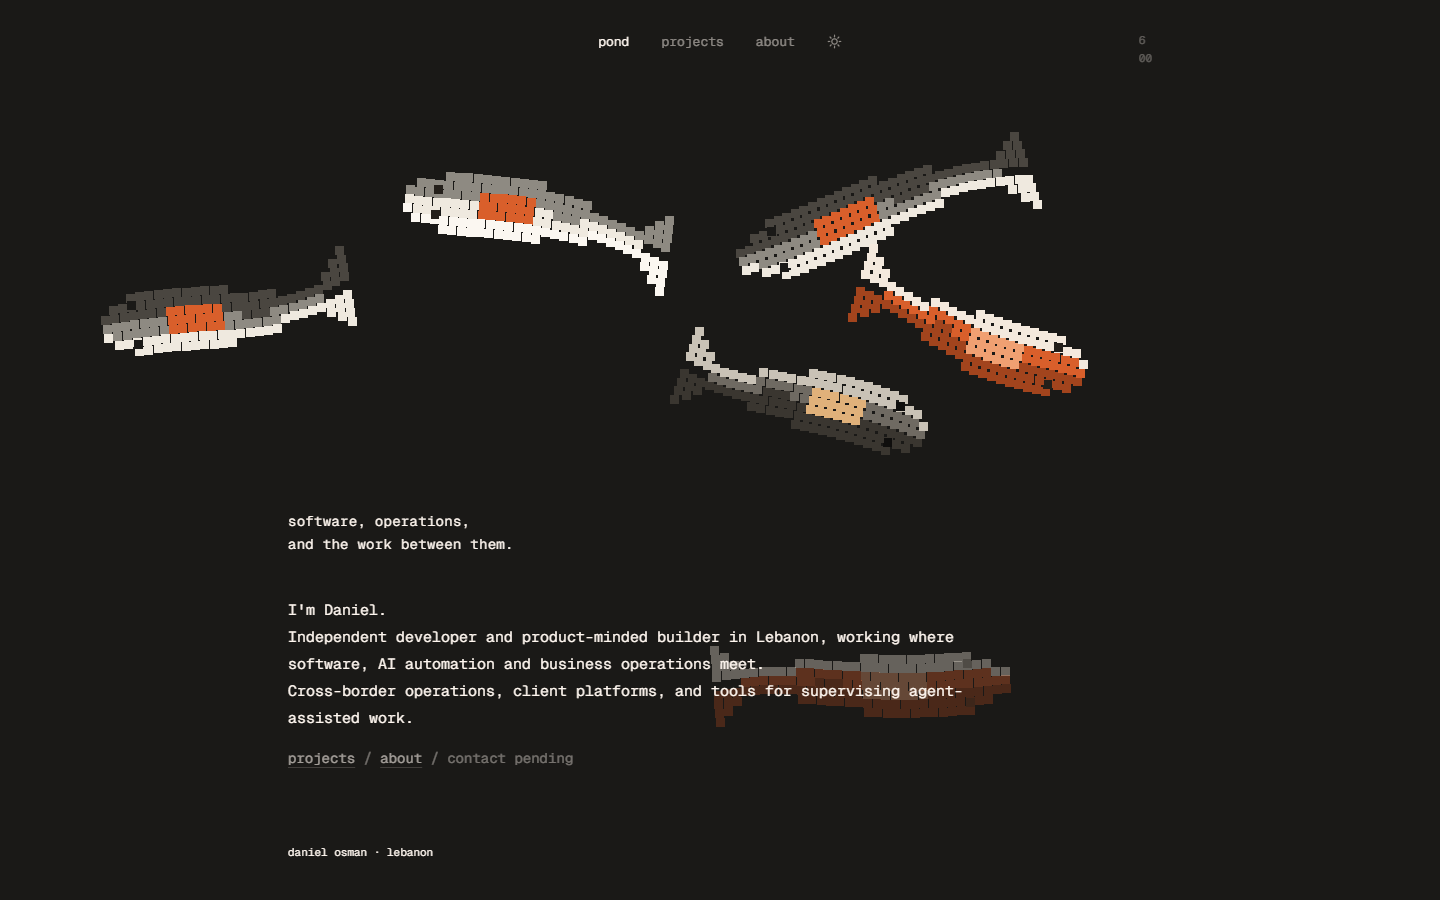 pond projects about
6
00
software, operations,
and the work between them.
I'm Daniel.
Independent developer and product-minded builder in Lebanon, working where
software, AI automation and business operations meet.
Cross-border operations, client platforms, and tools for supervising agent-
assisted work.
projects / about / contact pending
daniel osman · lebanon